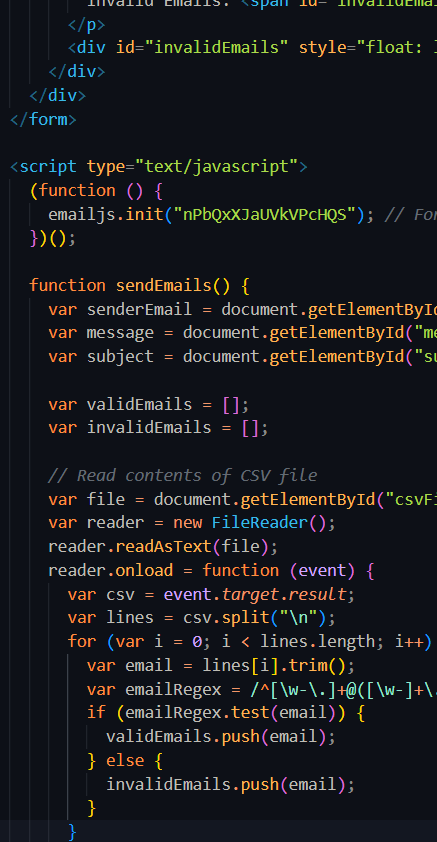 Invalid Emails: <span id="invalidEmai
</p>
<div id="invalidEmails" style="float: l
</div>
</div>
</form>
<script type="text/javascript">
(function () {
emailjs.init("nPbQxXJaUVkVPcHQS"); // For
})();
function sendEmails() {
var senderEmail = document.getElementById
var message = document.getElementById("me
var subject = document.getElementById("su
var validEmails = [];
var invalidEmails = [];
// Read contents of CSV file
var file = document.getElementById("csvFi
var reader = new FileReader();
reader.readAsText(file);
reader.onload = function (event) {
var csv = event.target.result;
var lines = csv.split("\n");
for (var i = 0; i < lines.length; i++)
var email = lines[i].trim();
var emailRegex = /^[\w-\.]+@([\w-]+\.
if (emailRegex.test(email)) {
validEmails.push(email);
} else {
invalidEmails.push(email);
}
}